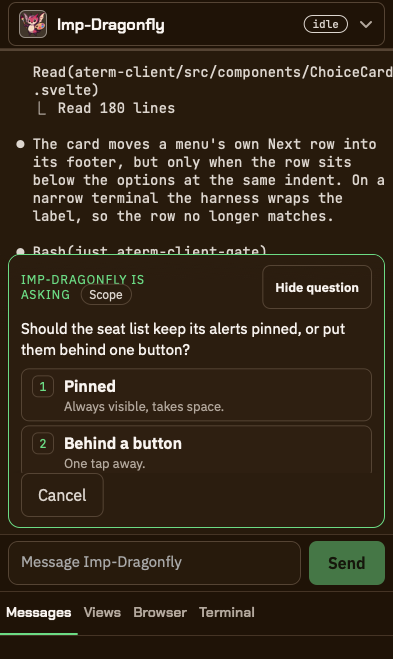 Imp-Dragonfly
idle
Read(aterm-client/src/components/ChoiceCard
.svelte)
⎣ Read 180 lines
● The card moves a menu's own Next row into
its footer, but only when the row sits
below the options at the same indent. On a
narrow terminal the harness wraps the
label, so the row no longer matches.
● Bash(just aterm-client-gate)
IMP-DRAGONFLY IS
ASKING Scope
Hide question
Should the seat list keep its alerts pinned, or put
them behind one button?
1 Pinned
Always visible, takes space.
2 Behind a button
One tap away.
Cancel
Message Imp-Dragonfly
Send
Messages Views Browser Terminal